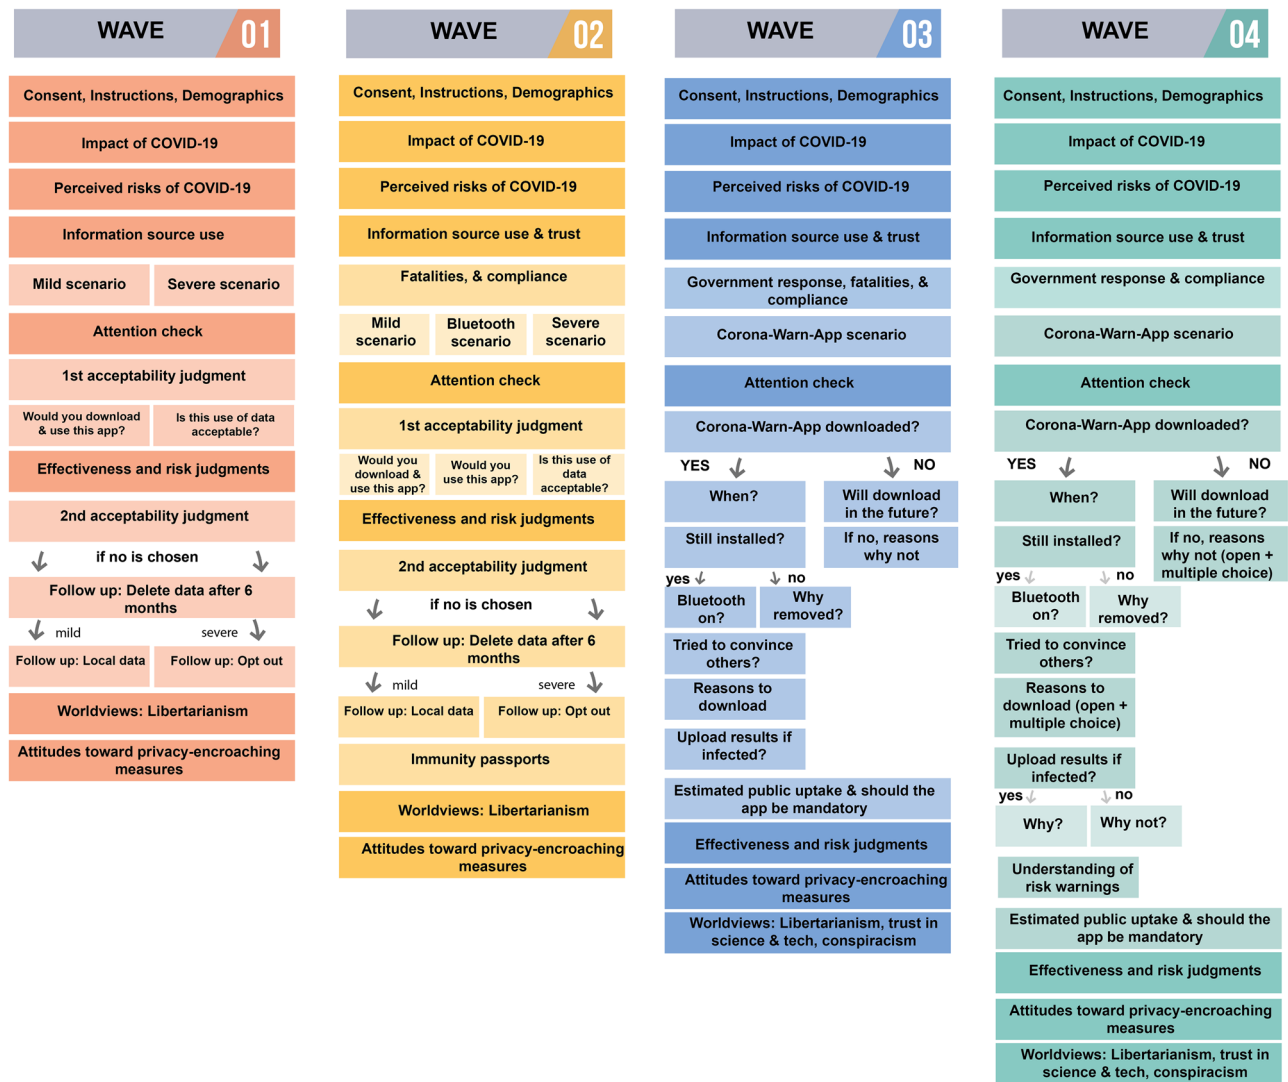 WAVE 01
Consent, Instructions, Demographics
Impact of COVID-19
Perceived risks of COVID-19
Information source use
Mild scenario
Severe scenario
Attention check
1st acceptability judgment
Would you download
& use this app?
Is this use of data
acceptable?
Effectiveness and risk judgments
2nd acceptability judgment
if no is chosen
Follow up: Delete data after 6
months
mild
severe
Follow up: Local data
Follow up: Opt out
Worldviews: Libertarianism
Attitudes toward privacy-encroaching
measures
WAVE 02
Consent, Instructions, Demographics
Impact of COVID-19
Perceived risks of COVID-19
Information source use & trust
Fatalities, & compliance
Mild
scenario
Bluetooth
scenario
Severe
scenario
Attention check
1st acceptability judgment
Would you
download &
use this app?
Would you
use this app?
Is this use of
data
acceptable?
Effectiveness and risk judgments
2nd acceptability judgment
if no is chosen
Follow up: Delete data after 6
months
mild
severe
Follow up: Local data
Follow up: Opt out
Immunity passports
Worldviews: Libertarianism
Attitudes toward privacy-encroaching
measures
WAVE 03
Consent, Instructions, Demographics
Impact of COVID-19
Perceived risks of COVID-19
Information source use & trust
Government response, fatalities, &
compliance
Corona-Warn-App scenario
Attention check
Corona-Warn-App downloaded?
YES
NO
When?
Will download
in the future?
Still installed?
If no, reasons
why not
yes
no
Bluetooth
on?
Why
removed?
Tried to convince
others?
Reasons to
download
Upload results if
infected?
Estimated public uptake & should the
app be mandatory
Effectiveness and risk judgments
Attitudes toward privacy-encroaching
measures
Worldviews: Libertarianism, trust in
science & tech, conspiracism
WAVE 04
Consent, Instructions, Demographics
Impact of COVID-19
Perceived risks of COVID-19
Information source use & trust
Government response & compliance
Corona-Warn-App scenario
Attention check
Corona-Warn-App downloaded?
YES
NO
When?
Will download
in the future?
Still installed?
If no, reasons
why not (open +
multiple choice)
yes
no
Bluetooth
on?
Why
removed?
Tried to convince
others?
Reasons to
download (open +
multiple choice)
Upload results if
infected?
yes
no
Why?
Why not?
Understanding of
risk warnings
Estimated public uptake & should the
app be mandatory
Effectiveness and risk judgments
Attitudes toward privacy-encroaching
measures
Worldviews: Libertarianism, trust in
science & tech, conspiracism